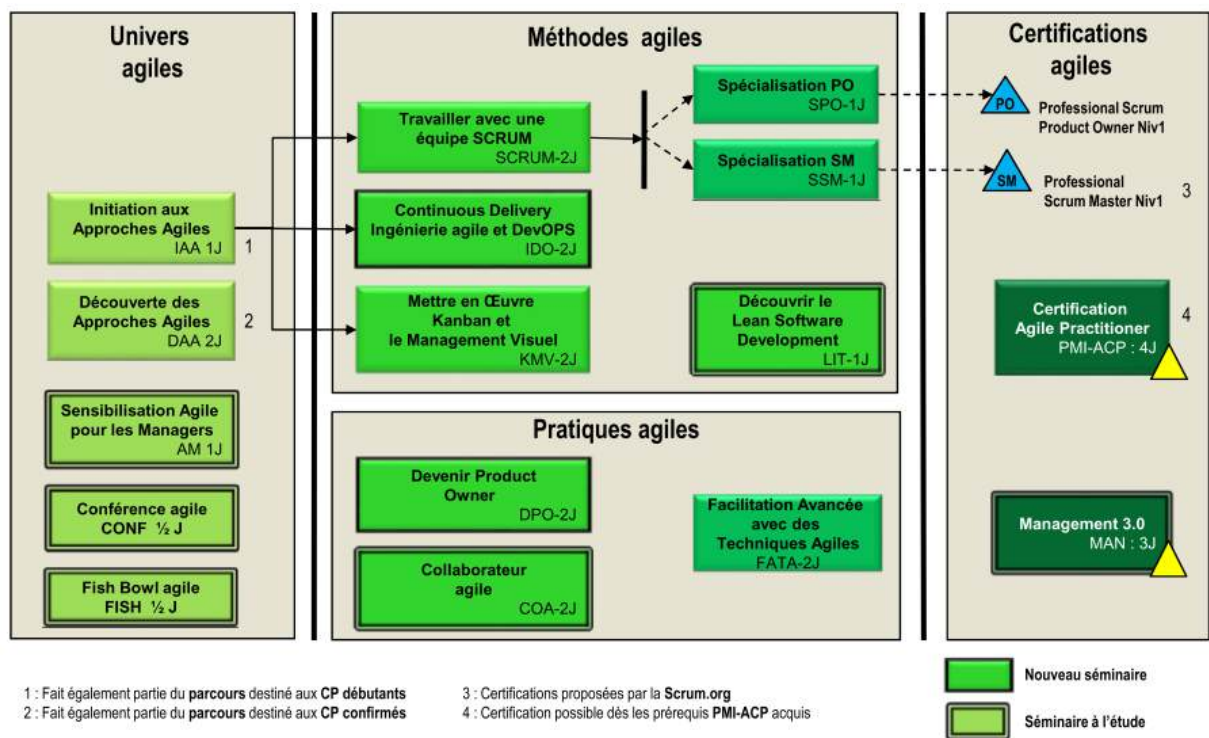 Univers
agiles
Initiation aux
Approches Agiles
IAA 1J
1
Découverte des
Approches Agiles
DAA 2J
2
Sensibilisation Agile
pour les Managers
AM 1J
Conférence agile
CONF ½ J
Fish Bowl agile
FISH ½ J
Méthodes agiles
Travailler avec une
équipe SCRUM
SCRUM-2J
Continuous Delivery
Ingénierie agile et DevOPS
IDO-2J
Mettre en Œuvre
Kanban et
le Management Visuel
KMV-2J
Spécialisation PO
SPO-1J
Spécialisation SM
SSM-1J
Découvrir le
Lean Software
Development
LIT-1J
Pratiques agiles
Devenir Product
Owner
DPO-2J
Collaborateur
agile
COA-2J
Facilitation Avancée
avec des
Techniques Agiles
FATA-2J
Certifications
agiles
PO
Professional Scrum
Product Owner Niv1
SM
Professional
Scrum Master Niv1
3
Certification
Agile Practitioner
PMI-ACP : 4J
4
Management 3.0
MAN : 3J
1 : Fait également partie du parcours destiné aux CP débutants
2 : Fait également partie du parcours destiné aux CP confirmés
3 : Certifications proposées par la Scrum.org
4 : Certification possible dès les prérequis PMI-ACP acquis
Nouveau séminaire
Séminaire à l'étude